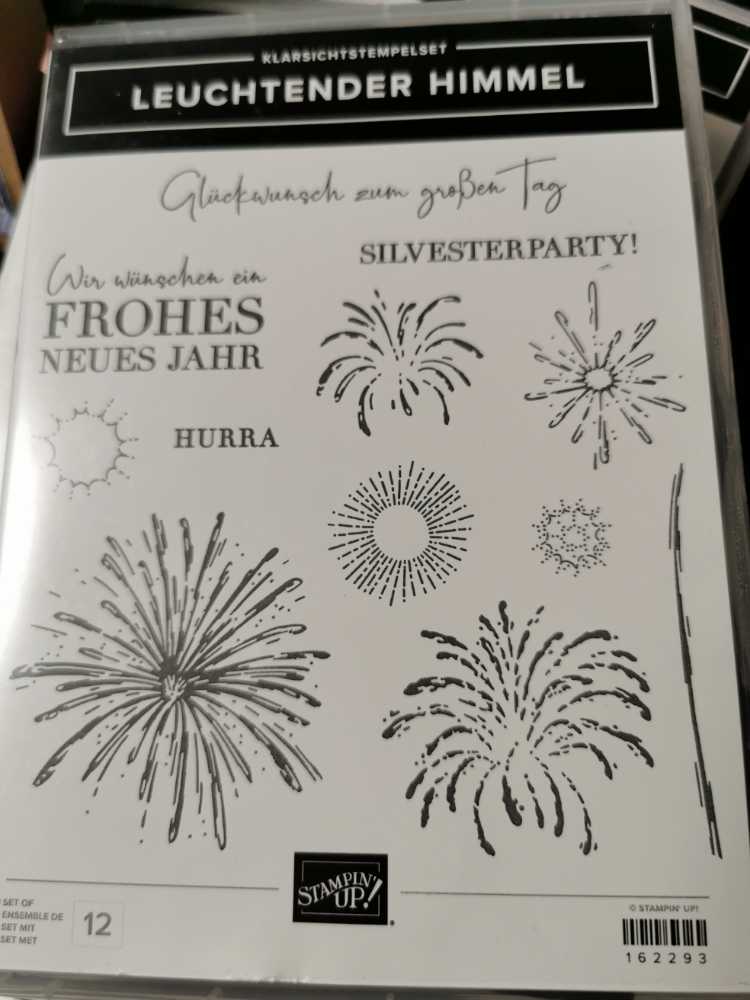 KLARSICHTSTEMPELSET
LEUCHTENDER HIMMEL
Glückwunsch zum großen Tag
SILVESTERPARTY!
Wir wünschen ein
FROHES
NEUES JAHR
HURRA
SET OF
ENSEMBLE DE
SET MIT
SET MET
12
STAMPIN' UP!
© STAMPIN' UP!
162293